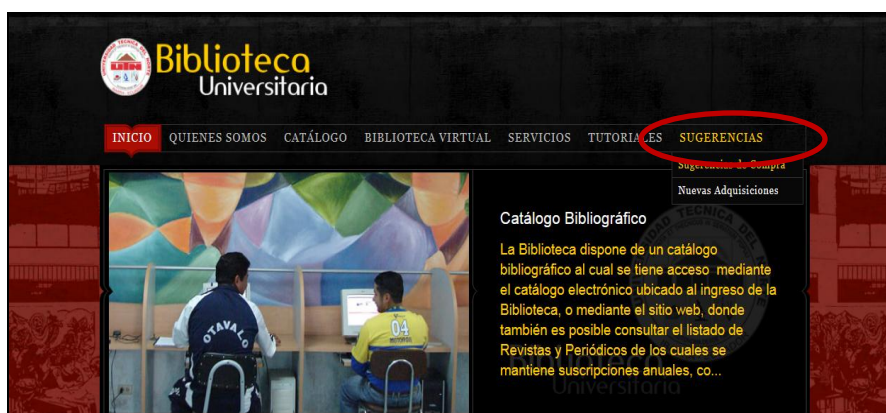 Biblioteca
Universitaria
INICIO QUIENES SOMOS CATÁLOGO BIBLIOTECA VIRTUAL SERVICIOS TUTORIALES SUGERENCIAS
Sugerencias de Compra
Nuevas Adquisiciones
Catálogo Bibliográfico
La Biblioteca dispone de un catálogo
bibliográfico al cual se tiene acceso mediante
el catálogo electrónico ubicado al ingreso de la
Biblioteca, o mediante el sitio web, donde
también es posible consultar el listado de
Revistas y Periódicos de los cuales se
mantiene suscripciones anuales, co...
OTAVALO
04
Universitaria